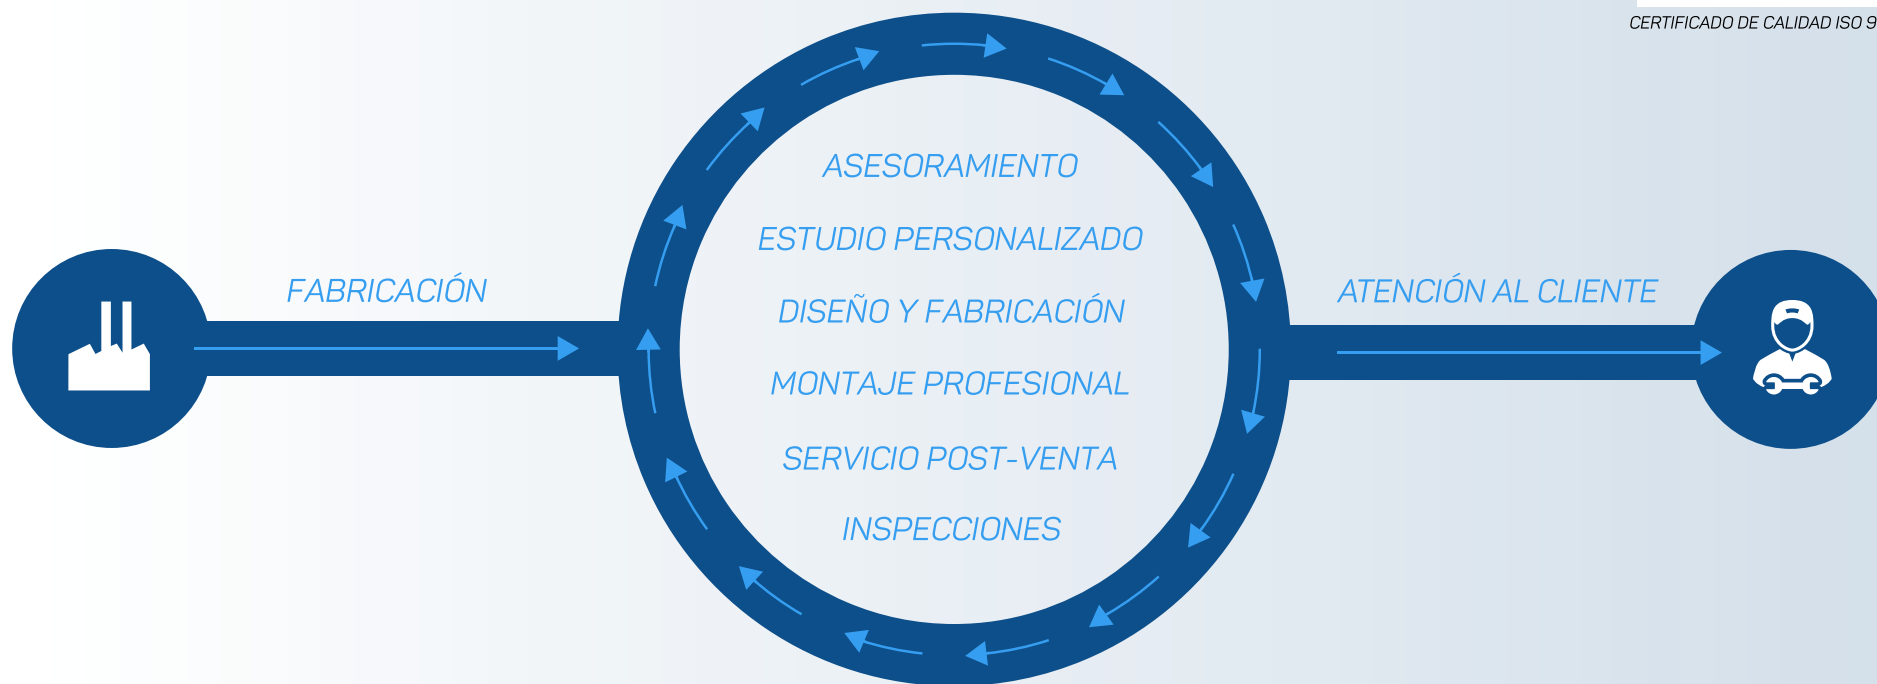 CERTIFICADO DE CALIDAD ISO 9
ASESORAMIENTO
ESTUDIO PERSONALIZADO
FABRICACIÓN
ATENCIÓN AL CLIENTE
DISEÑO Y FABRICACIÓN
MONTAJE PROFESIONAL
SERVICIO POST-VENTA
INSPECCIONES